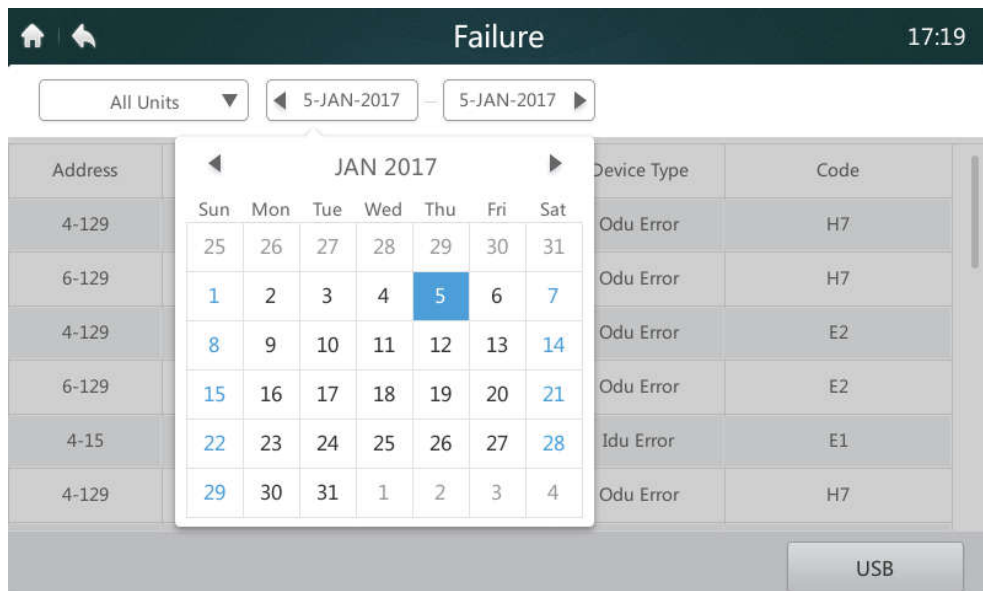 Failure 17:19
All Units 5-JAN-2017 – 5-JAN-2017
Address Device Type Code
JAN 2017
Sun Mon Tue Wed Thu Fri Sat
25 26 27 28 29 30 31
1 2 3 4 5 6 7
8 9 10 11 12 13 14
15 16 17 18 19 20 21
22 23 24 25 26 27 28
29 30 31 1 2 3 4
4-129 Odu Error H7
6-129 Odu Error H7
4-129 Odu Error E2
6-129 Odu Error E2
4-15 Idu Error E1
4-129 Odu Error H7
USB